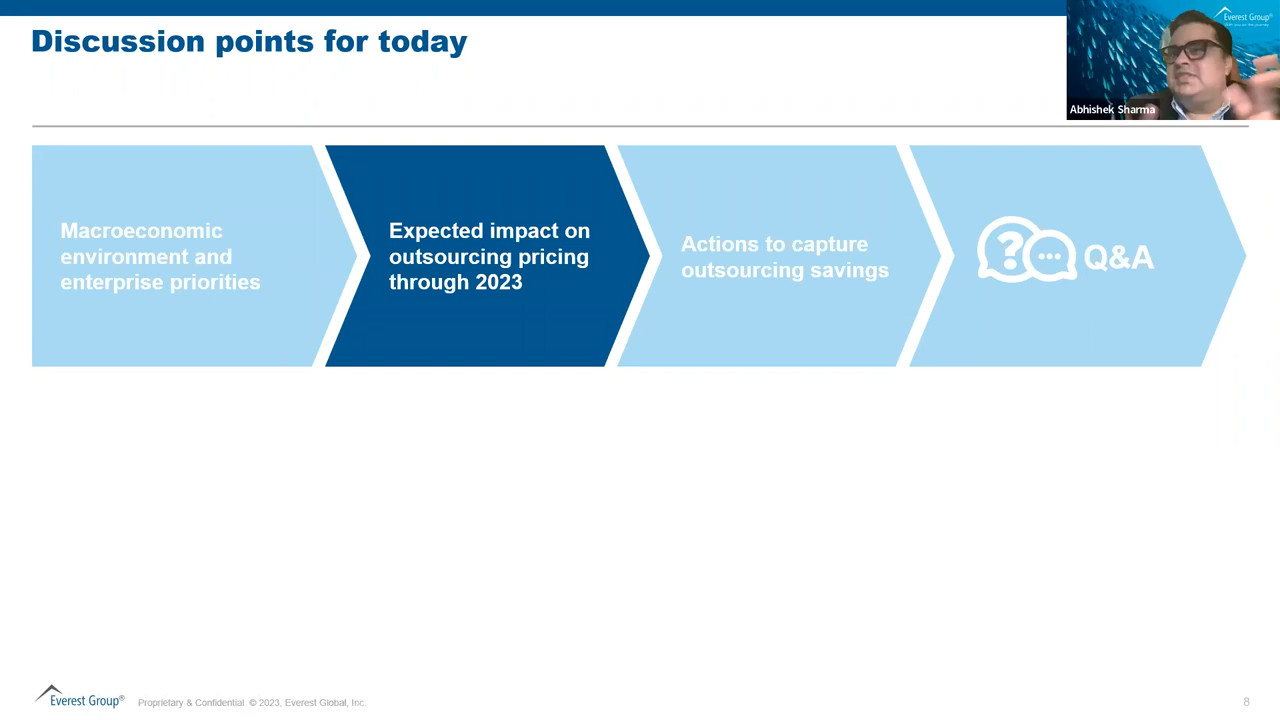 Discussion points for today
Everest Group®
Abhishek Sharma
Macroeconomic
environment and
enterprise priorities
Expected impact on
outsourcing pricing
through 2023
Actions to capture
outsourcing savings
?
Q&A
Everest Group®
Proprietary & Confidential © 2023, Everest Global, Inc.
8